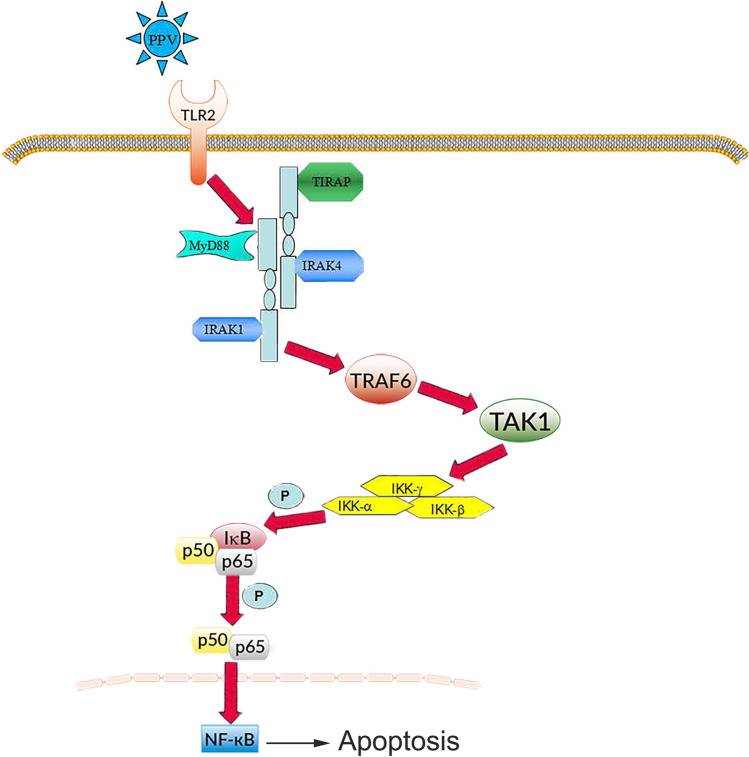 PPV
TLR2
TIRAP
MyD88
IRAK4
IRAK1
TRAF6
TAK1
IKK-γ
IKK-α
IKK-β
P
IκB
p50
p65
P
p50
p65
NF-κB
Apoptosis